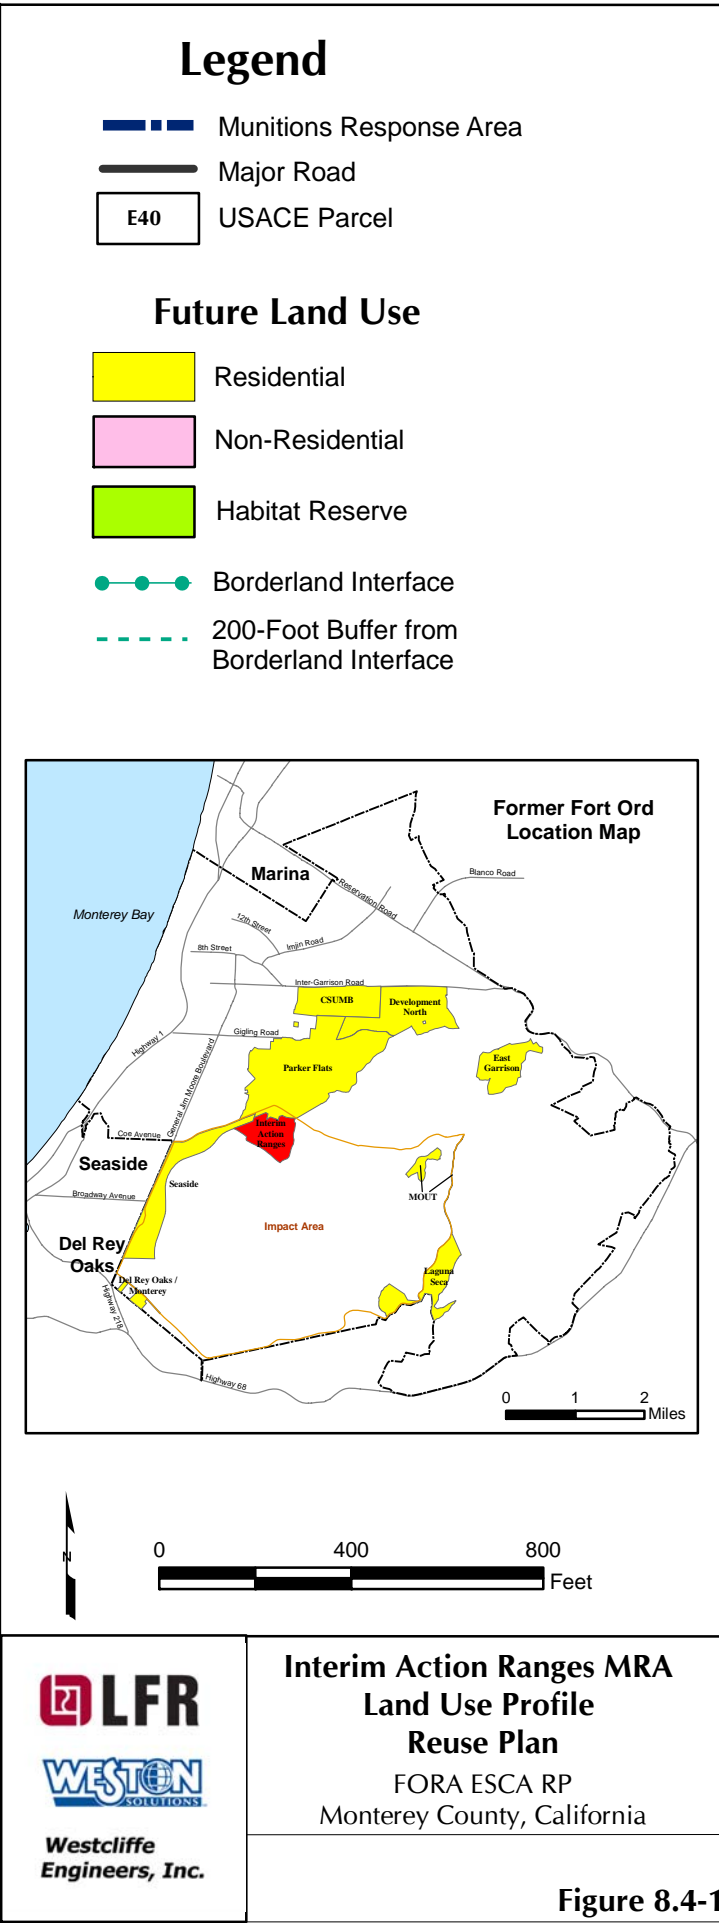 Legend
Munitions Response Area
Major Road
E40
USACE Parcel
Future Land Use
Residential
Non-Residential
Habitat Reserve
Borderland Interface
200-Foot Buffer from
Borderland Interface
Former Fort Ord
Location Map
Marina
Blanco Road
Reservation Road
Monterey Bay
12th Street
Imjin Road
8th Street
Inter-Garrison Road
CSUMB
Development
North
Highway 1
Gigling Road
General Jim Moore Boulevard
Parker Flats
East
Garrison
Coe Avenue
Interim
Action
Ranges
Seaside
Seaside
Broadway Avenue
MOUT
Impact Area
Del Rey
Oaks
Del Rey Oaks /
Monterey
Laguna
Seca
Highway 218
Highway 68
0 1 2
Miles
N
0 400 800
Feet
LFR
WESTON
SOLUTIONS
Westcliffe
Engineers, Inc.
Interim Action Ranges MRA
Land Use Profile
Reuse Plan
FORA ESCA RP
Monterey County, California
Figure 8.4-1